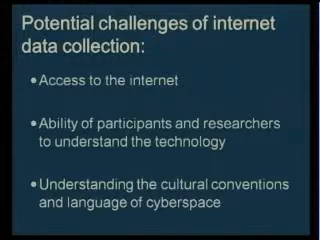 Potential challenges of internet
data collection:
• Access to the internet
• Ability of participants and researchers
to understand the technology
• Understanding the cultural conventions
and language of cyberspace